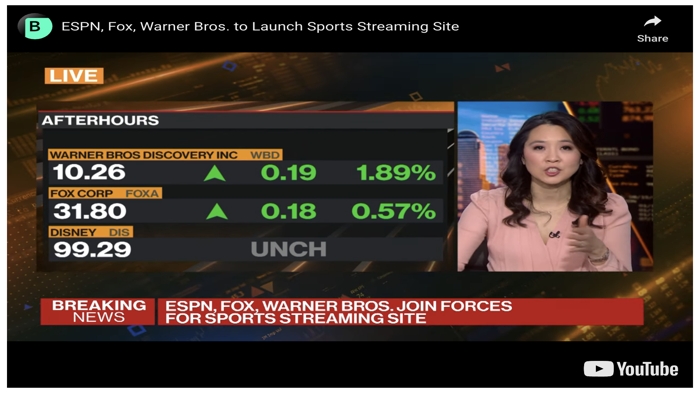 B
ESPN, Fox, Warner Bros. to Launch Sports Streaming Site
Share
LIVE
AFTERHOURS
WARNER BROS DISCOVERY INC WBD
10.26 0.19 1.89%
FOX CORP FOXA
31.80 0.18 0.57%
DISNEY DIS
99.29 UNCH
BREAKING NEWS
ESPN, FOX, WARNER BROS. JOIN FORCES
FOR SPORTS STREAMING SITE
YouTube